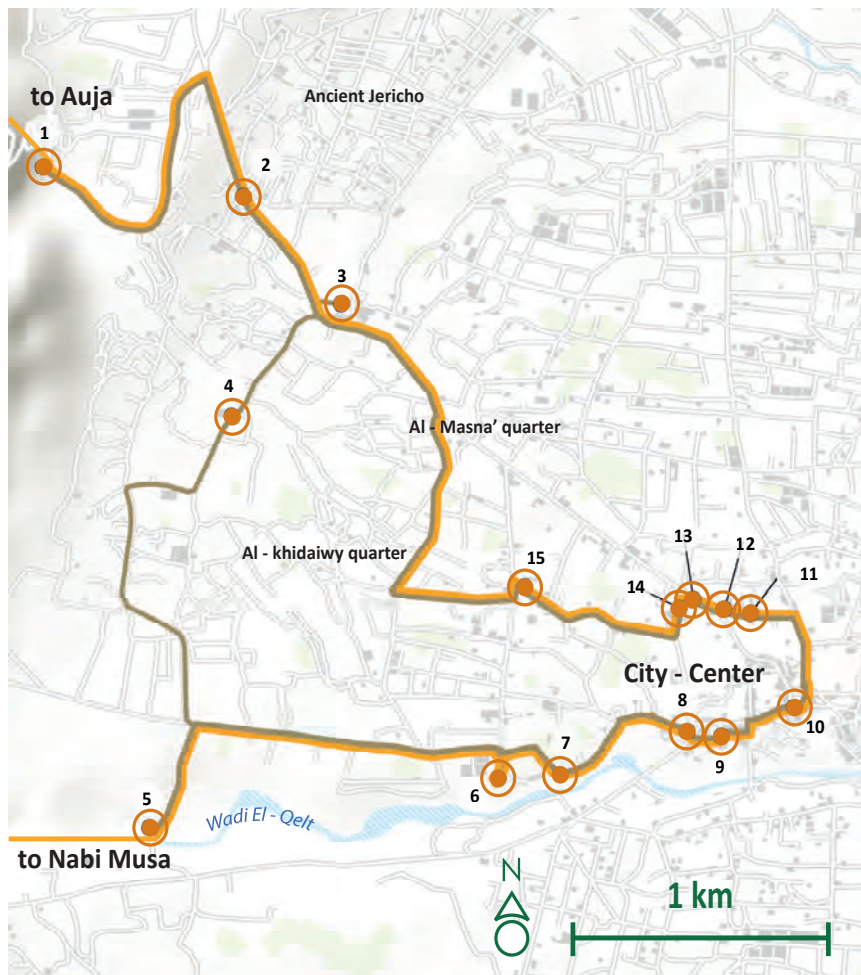 to Auja
Ancient Jericho
1
2
3
4
Al - Masna’ quarter
Al - khidaiwy quarter
15
13
12
14
11
City - Center
8
10
7
9
6
5
Wadi El - Qelt
to Nabi Musa
N
1 km